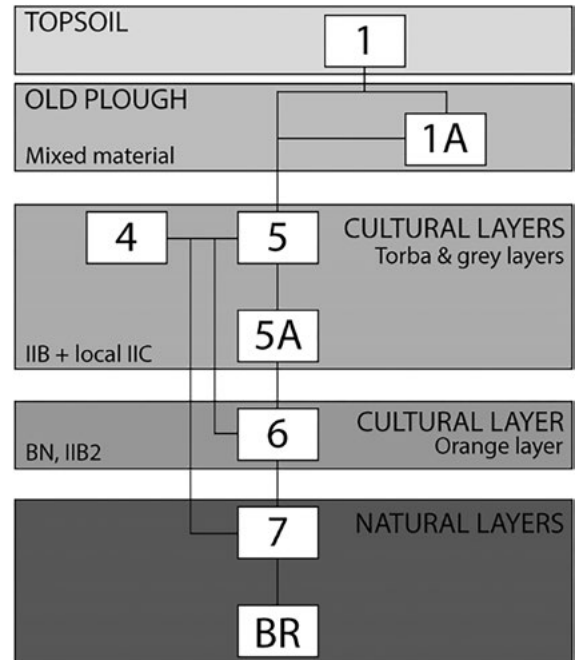 TOPSOIL
1
OLD PLOUGH
1A
Mixed material
4
5
CULTURAL LAYERS
Torba & grey layers
5A
IIB + local IIC
6
CULTURAL LAYER
Orange layer
BN, IIB2
7
NATURAL LAYERS
BR